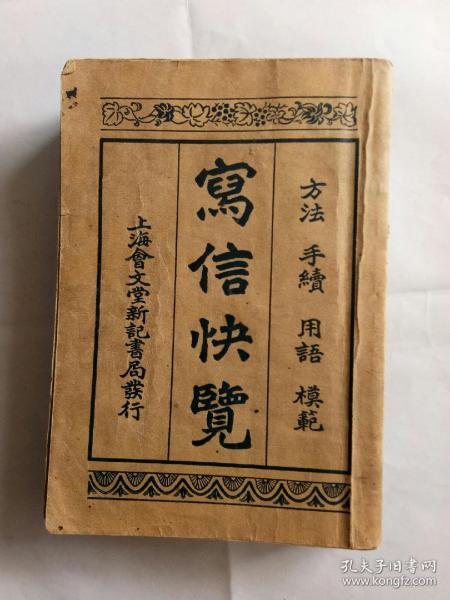 方法 手續 用語 模範
寫信快覽
上海會文堂新記書局發行
孔夫子旧书网
www.kongfz.com